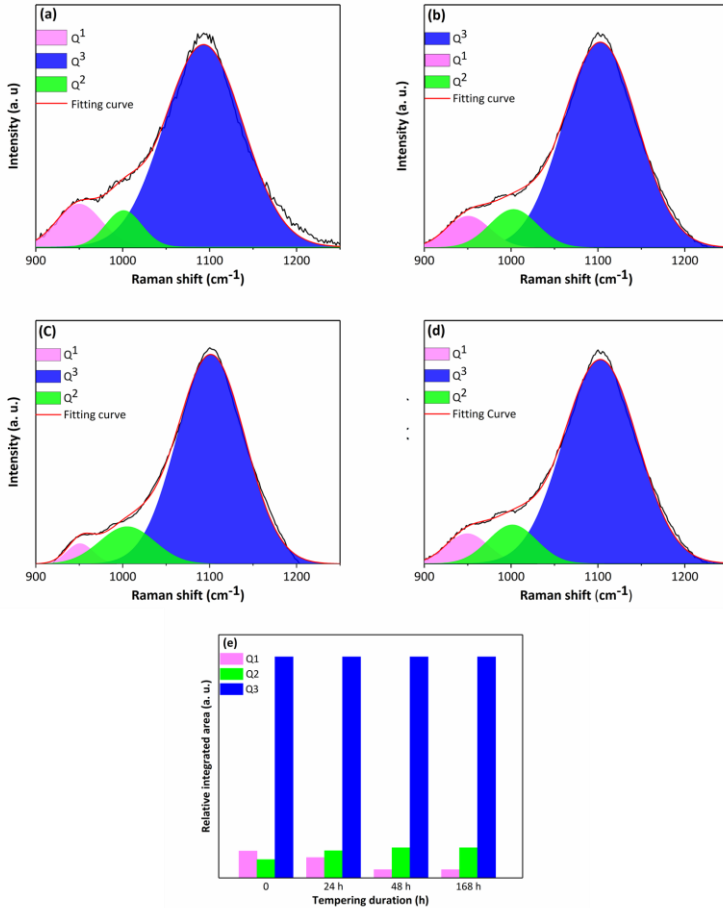 (a)
Q1
Q3
Q2
Fitting curve
Intensity (a. u)
900 1000 1100 1200
Raman shift (cm-1)
(b)
Q3
Q1
Q2
Fitting curve
Intensity (a. u.)
900 1000 1100 1200
Raman shift (cm-1)
(C)
Q1
Q3
Q2
Fitting curve
Intensity (a. u.)
900 1000 1100 1200
Raman shift (cm-1)
(d)
Q1
Q3
Q2
Fitting Curve
900 1000 1100 1200
Raman shift (cm-1)
(e)
Q1
Q2
Q3
Relative integrated area (a. u.)
0 24 h 48 h 168 h
Tempering duration (h)